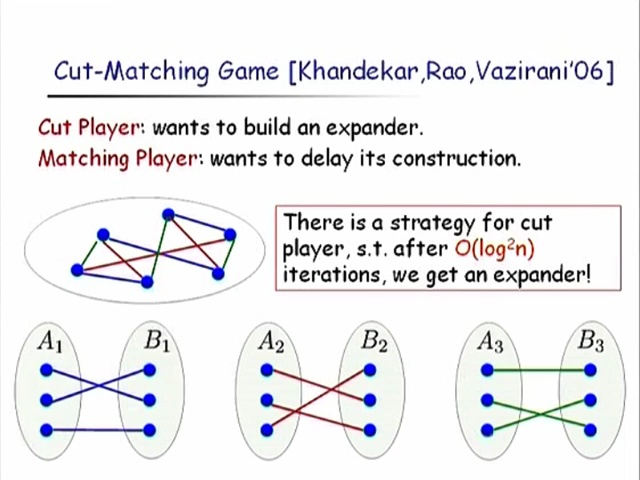 Cut-Matching Game [Khandekar,Rao,Vazirani'06]
Cut Player: wants to build an expander.
Matching Player: wants to delay its construction.
There is a strategy for cut
player, s.t. after O(log²n)
iterations, we get an expander!
A₁ B₁ A₂ B₂ A₃ B₃